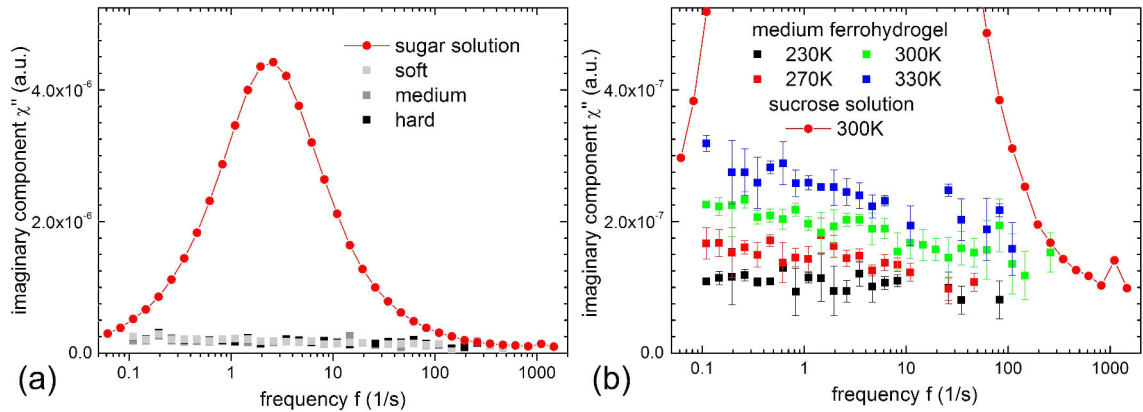 imaginary component χ'' (a.u.)
4.0x10⁻⁶
2.0x10⁻⁶
0.0
sugar solution
soft
medium
hard
0.1 1 10 100 1000
frequency f (1/s)
(a)
imaginary component χ'' (a.u.)
4.0x10⁻⁷
2.0x10⁻⁷
0.0
medium ferrohydrogel
230K 300K
270K 330K
sucrose solution
300K
0.1 1 10 100 1000
frequency f (1/s)
(b)